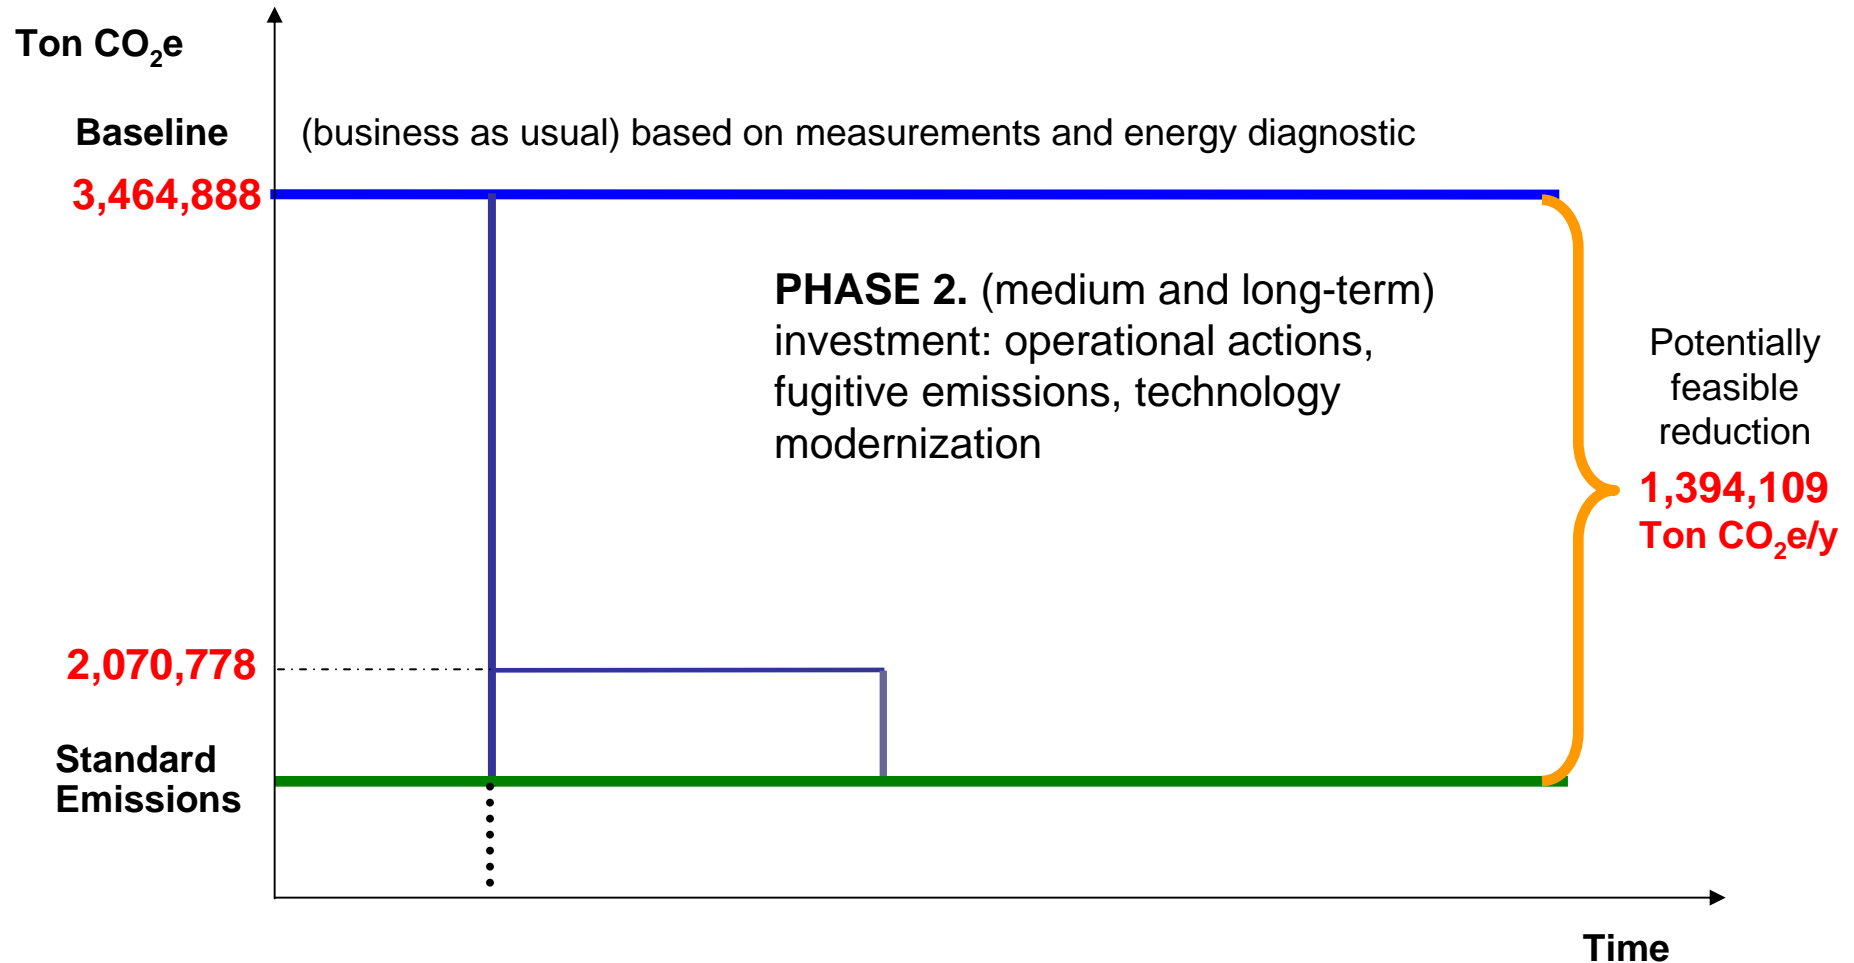 Ton CO₂e
Baseline (business as usual) based on measurements and energy diagnostic
3,464,888
PHASE 2. (medium and long-term)
investment: operational actions,
fugitive emissions, technology
modernization
Potentially
feasible
reduction
1,394,109
Ton CO₂e/y
2,070,778
Standard
Emissions
Time